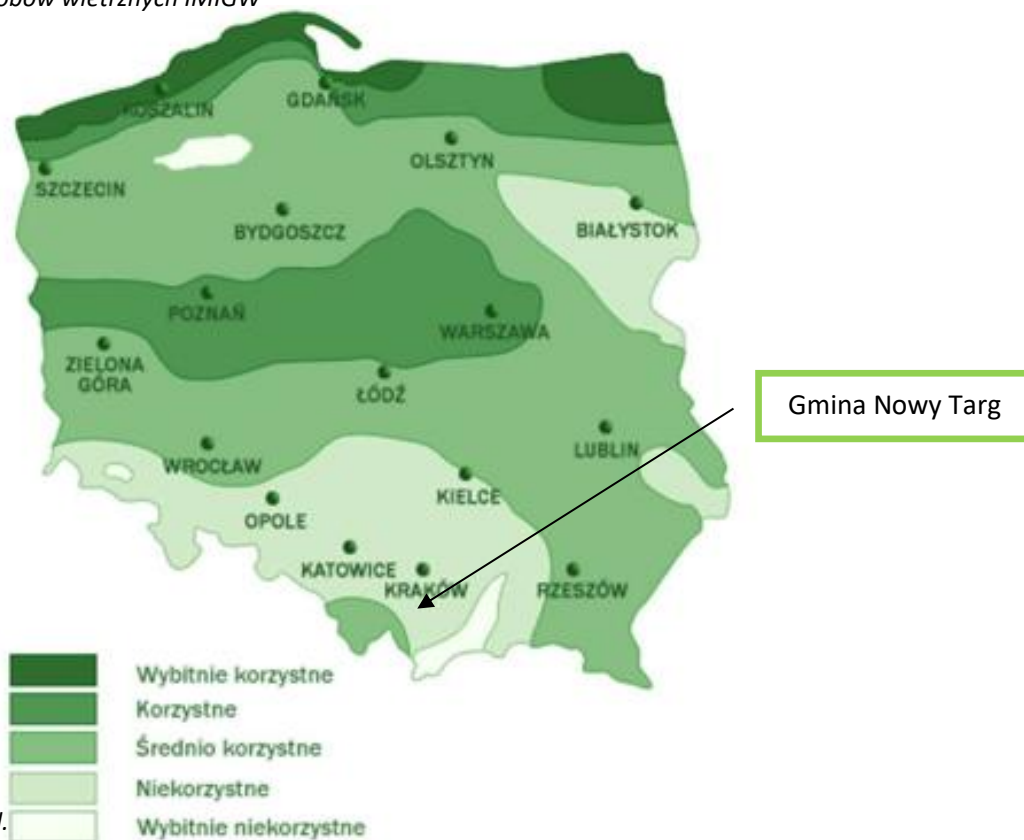 obów wietrznych IMiGW
KOSZALIN
GDAŃSK
OLSZTYN
SZCZECIN
BYDGOSZCZ
BIAŁYSTOK
POZNAŃ
WARSZAWA
ZIELONA
GÓRA
ŁÓDŹ
Gmina Nowy Targ
WROCŁAW
LUBLIN
KIELCE
OPOLE
KATOWICE
KRAKÓW
RZESZÓW
Wybitnie korzystne
Korzystne
Średnio korzystne
Niekorzystne
Wybitnie niekorzystne